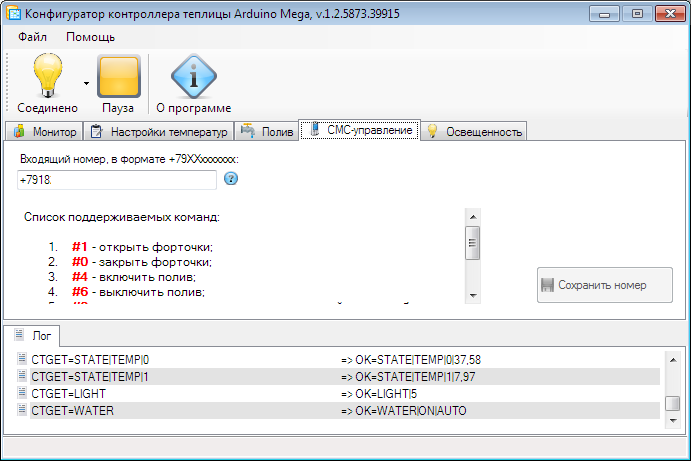 Конфигуратор контроллера теплицы Arduino Mega, v.1.2.5873.39915
Файл Помощь
Соединено Пауза О программе
Монитор Настройки температур Полив СМС-управление Освещенность
Входящий номер, в формате +79XXxxxxxxx:
+7918
Список поддерживаемых команд:
1. #1 - открыть форточки;
2. #0 - закрыть форточки;
3. #4 - включить полив;
4. #6 - выключить полив;
Сохранить номер
Лог
CTGET=STATE|TEMP|0 => OK=STATE|TEMP|0|37,58
CTGET=STATE|TEMP|1 => OK=STATE|TEMP|1|7,97
CTGET=LIGHT => OK=LIGHT|5
CTGET=WATER => OK=WATER|ON|AUTO